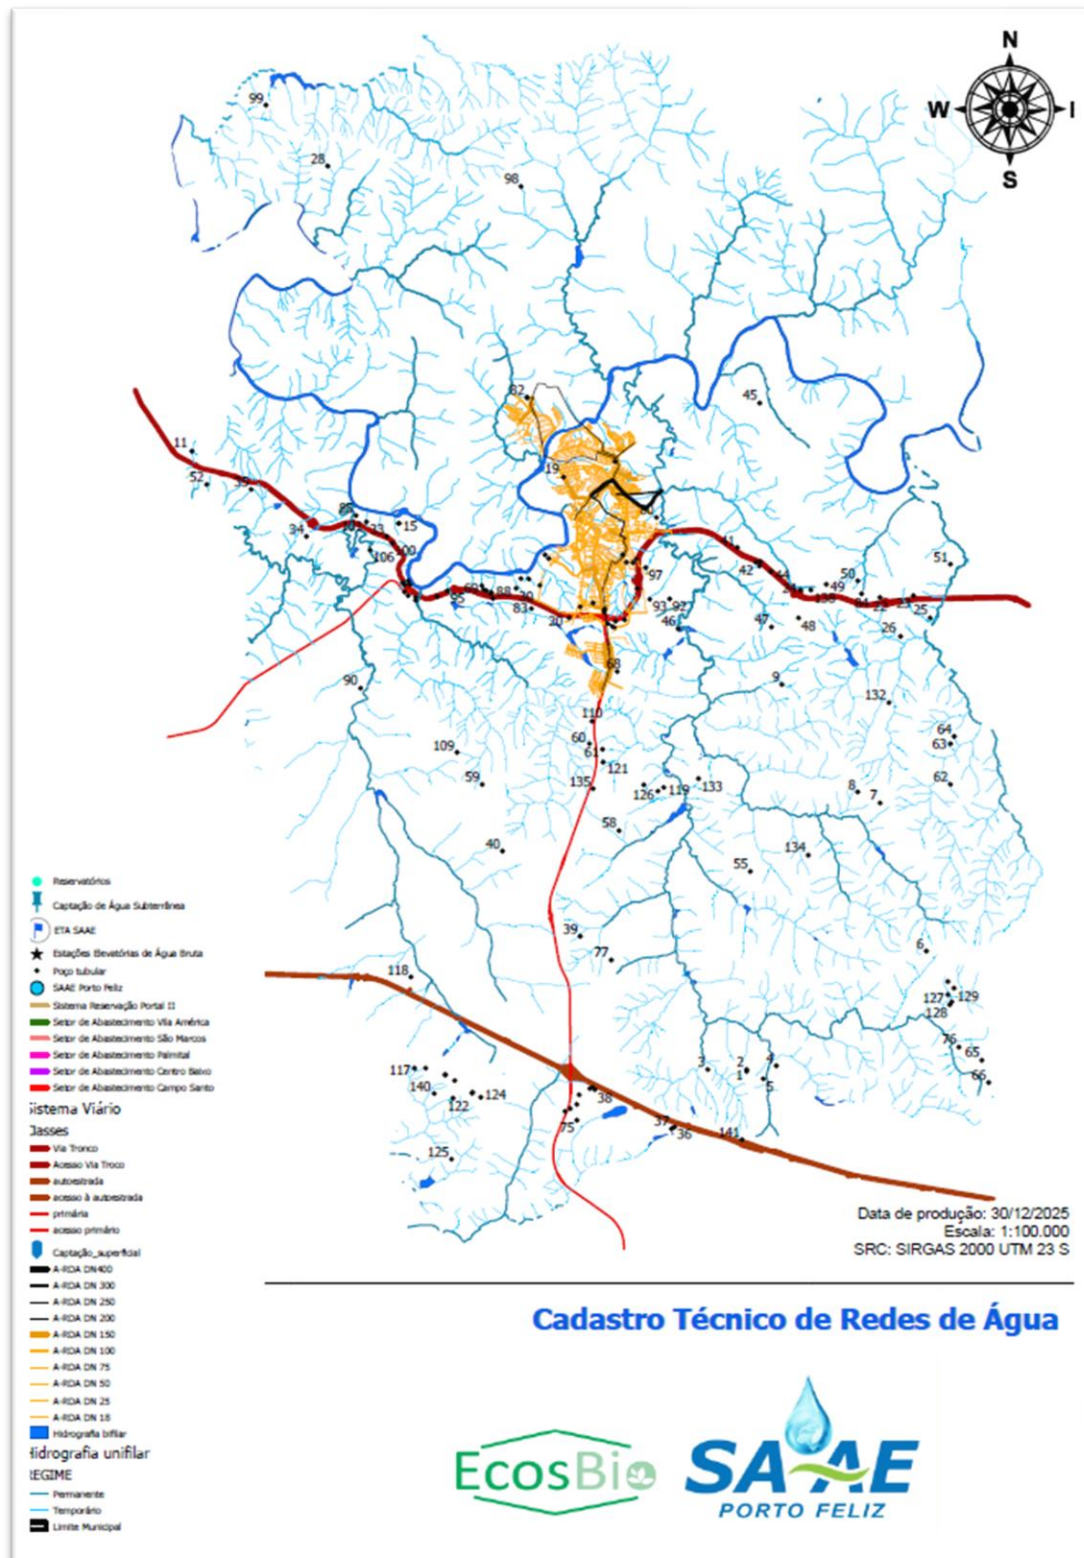 N
W
I
S
99
28
98
82
45
11
52
35
19
34
15
106
41
42
50
51
49
48
47
46
97
93 92
88
83
30
25
26
68
9
132
90
110
60
61
121
109
59
135
126
119
133
64
63
62
8
7
58
40
134
55
39
77
6
118
127
129
128
76
65
66
3
2
1
4
5
117
140
122
124
38
75
37
36
141
125
Reservatórios
Captação de Água Subterrânea
ETA SAAE
Estações Elevatórias de Água Bruta
Poço tubular
SAAE Porto Feliz
Sistema Reservação Portal II
Setor de Abastecimento Vila América
Setor de Abastecimento São Marcos
Setor de Abastecimento Palmital
Setor de Abastecimento Centro Baixo
Setor de Abastecimento Campo Santo
Sistema Viário
Classes
Via Tronco
Acesso Via Troco
autoestrada
acesso à autoestrada
primária
acesso primário
Captação_superficial
A-RDA DN400
A-RDA DN 300
A-RDA DN 250
A-RDA DN 200
A-RDA DN 150
A-RDA DN 100
A-RDA DN 75
A-RDA DN 50
A-RDA DN 25
A-RDA DN 18
Hidrografia bifilar
Hidrografia unifilar
REGIME
Permanente
Temporário
Limite Municipal
Data de produção: 30/12/2025
Escala: 1:100.000
SRC: SIRGAS 2000 UTM 23 S
Cadastro Técnico de Redes de Água
EcosBio
SAAE
PORTO FELIZ